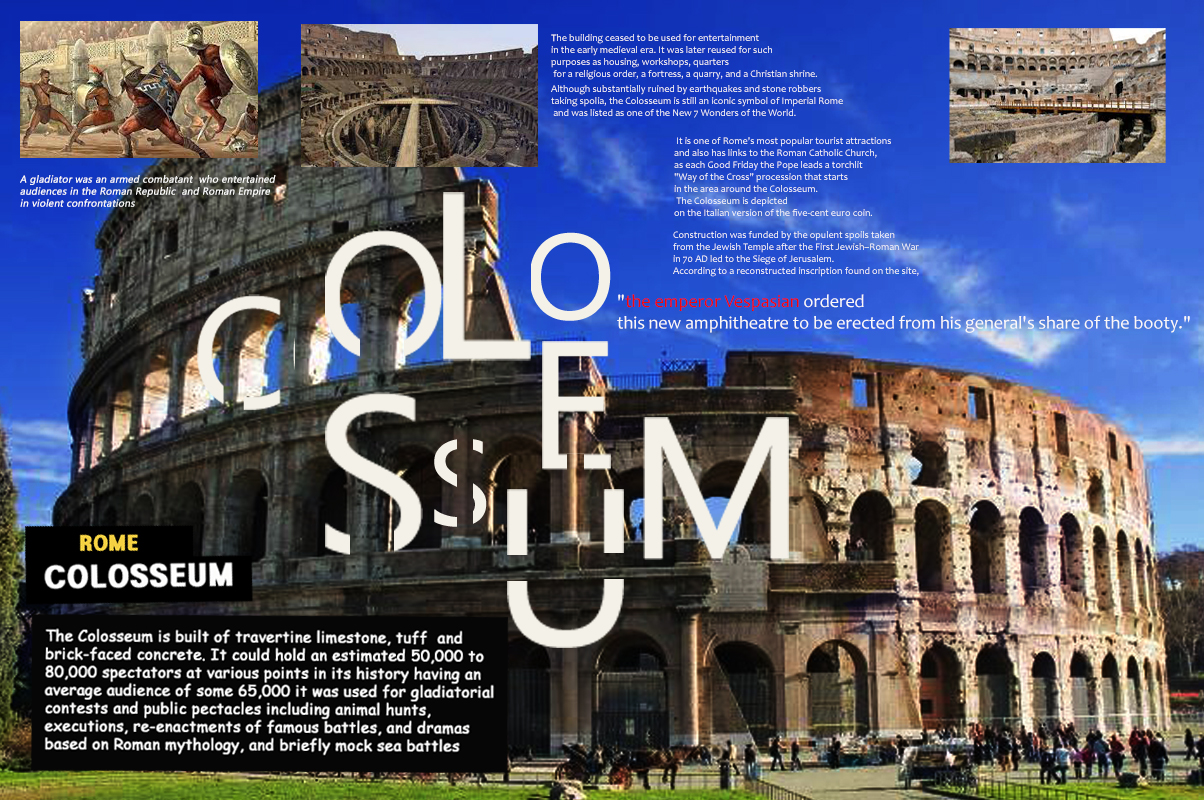 The building ceased to be used for entertainment
in the early medieval era. It was later reused for such
purposes as housing, workshops, quarters
for a religious order, a fortress, a quarry, and a Christian shrine.
Although substantially ruined by earthquakes and stone robbers
taking spolia, the Colosseum is still an iconic symbol of Imperial Rome
and was listed as one of the New 7 Wonders of the World.
It is one of Rome's most popular tourist attractions
and also has links to the Roman Catholic Church,
as each Good Friday the Pope leads a torchlit
"Way of the Cross" procession that starts
in the area around the Colosseum.
The Colosseum is depicted
on the Italian version of the five-cent euro coin.
A gladiator was an armed combatant who entertained
audiences in the Roman Republic and Roman Empire
in violent confrontations
Construction was funded by the opulent spoils taken
from the Jewish Temple after the First Jewish–Roman War
in 70 AD led to the Siege of Jerusalem.
According to a reconstructed inscription found on the site,
"the emperor Vespasian ordered
this new amphitheatre to be erected from his general's share of the booty."
COLOSSEUM
ROME
COLOSSEUM
The Colosseum is built of travertine limestone, tuff and
brick-faced concrete. It could hold an estimated 50,000 to
80,000 spectators at various points in its history having an
average audience of some 65,000 it was used for gladiatorial
contests and public pectacles including animal hunts,
executions, re-enactments of famous battles, and dramas
based on Roman mythology, and briefly mock sea battles